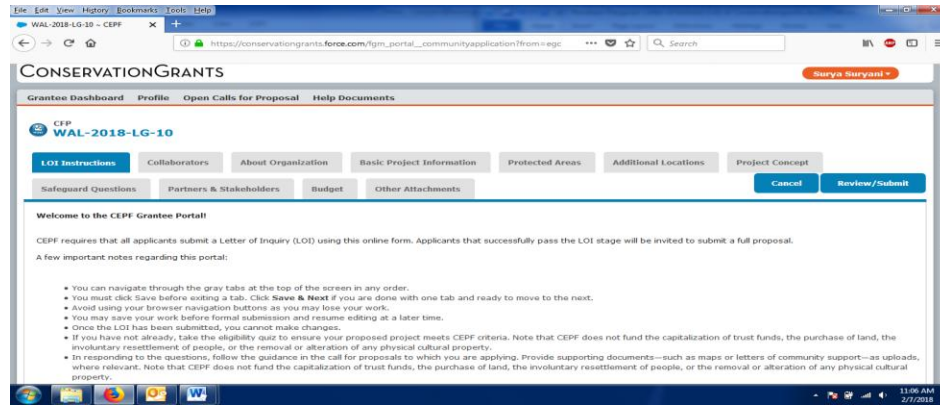 File Edit View History Bookmarks Tools Help
WAL-2018-LG-10 ~ CEPF
https://conservationgrants.force.com/fgm_portal__communityapplication?from=egc
Search
CONSERVATIONGRANTS
Surya Suryani
Grantee Dashboard Profile Open Calls for Proposal Help Documents
CFP
WAL-2018-LG-10
LOI Instructions Collaborators About Organization Basic Project Information Protected Areas Additional Locations Project Concept
Safeguard Questions Partners & Stakeholders Budget Other Attachments Cancel Review/Submit
Welcome to the CEPF Grantee Portal!
CEPF requires that all applicants submit a Letter of Inquiry (LOI) using this online form. Applicants that successfully pass the LOI stage will be invited to submit a full proposal.
A few important notes regarding this portal:
• You can navigate through the gray tabs at the top of the screen in any order.
• You must click Save before exiting a tab. Click Save & Next if you are done with one tab and ready to move to the next.
• Avoid using your browser navigation buttons as you may lose your work.
• You may save your work before formal submission and resume editing at a later time.
• Once the LOI has been submitted, you cannot make changes.
• If you have not already, take the eligibility quiz to ensure your proposed project meets CEPF criteria. Note that CEPF does not fund the capitalization of trust funds, the purchase of land, the
involuntary resettlement of people, or the removal or alteration of any physical cultural property.
• In responding to the questions, follow the guidance in the call for proposals to which you are applying. Provide supporting documents—such as maps or letters of community support—as uploads,
where relevant. Note that CEPF does not fund the capitalization of trust funds, the purchase of land, the involuntary resettlement of people, or the removal or alteration of any physical cultural
property.
11:06 AM
2/7/2018